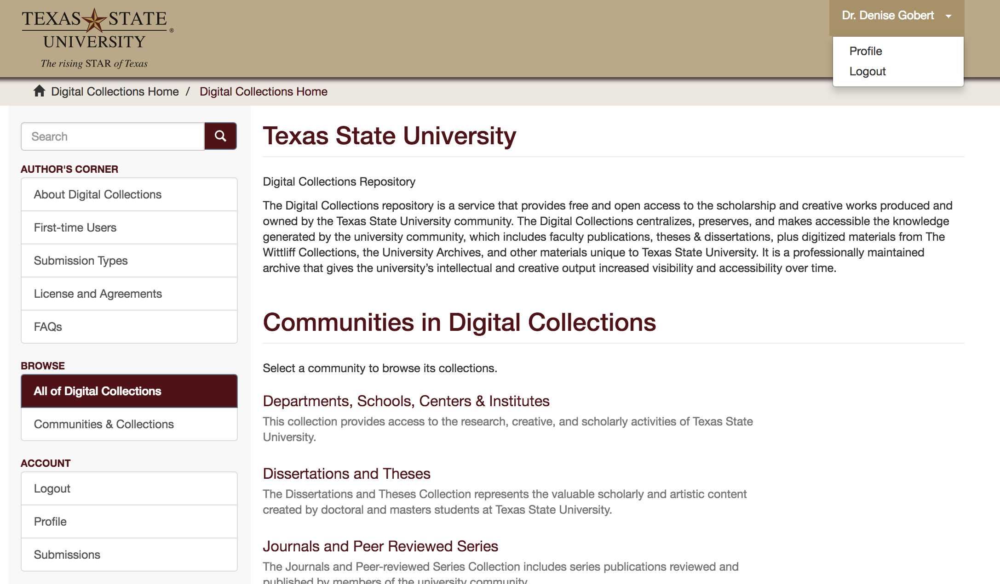 TEXAS STATE
UNIVERSITY ®
The rising STAR of Texas
Dr. Denise Gobert
Profile
Logout
Digital Collections Home / Digital Collections Home
Search
AUTHOR'S CORNER
About Digital Collections
First-time Users
Submission Types
License and Agreements
FAQs
BROWSE
All of Digital Collections
Communities & Collections
ACCOUNT
Logout
Profile
Submissions
Texas State University
Digital Collections Repository
The Digital Collections repository is a service that provides free and open access to the scholarship and creative works produced and
owned by the Texas State University community. The Digital Collections centralizes, preserves, and makes accessible the knowledge
generated by the university community, which includes faculty publications, theses & dissertations, plus digitized materials from The
Wittliff Collections, the University Archives, and other materials unique to Texas State University. It is a professionally maintained
archive that gives the university’s intellectual and creative output increased visibility and accessibility over time.
Communities in Digital Collections
Select a community to browse its collections.
Departments, Schools, Centers & Institutes
This collection provides access to the research, creative, and scholarly activities of Texas State
University.
Dissertations and Theses
The Dissertations and Theses Collection represents the valuable scholarly and artistic content
created by doctoral and masters students at Texas State University.
Journals and Peer Reviewed Series
The Journals and Peer-reviewed Series Collection includes series publications reviewed and
published by members of the university community.